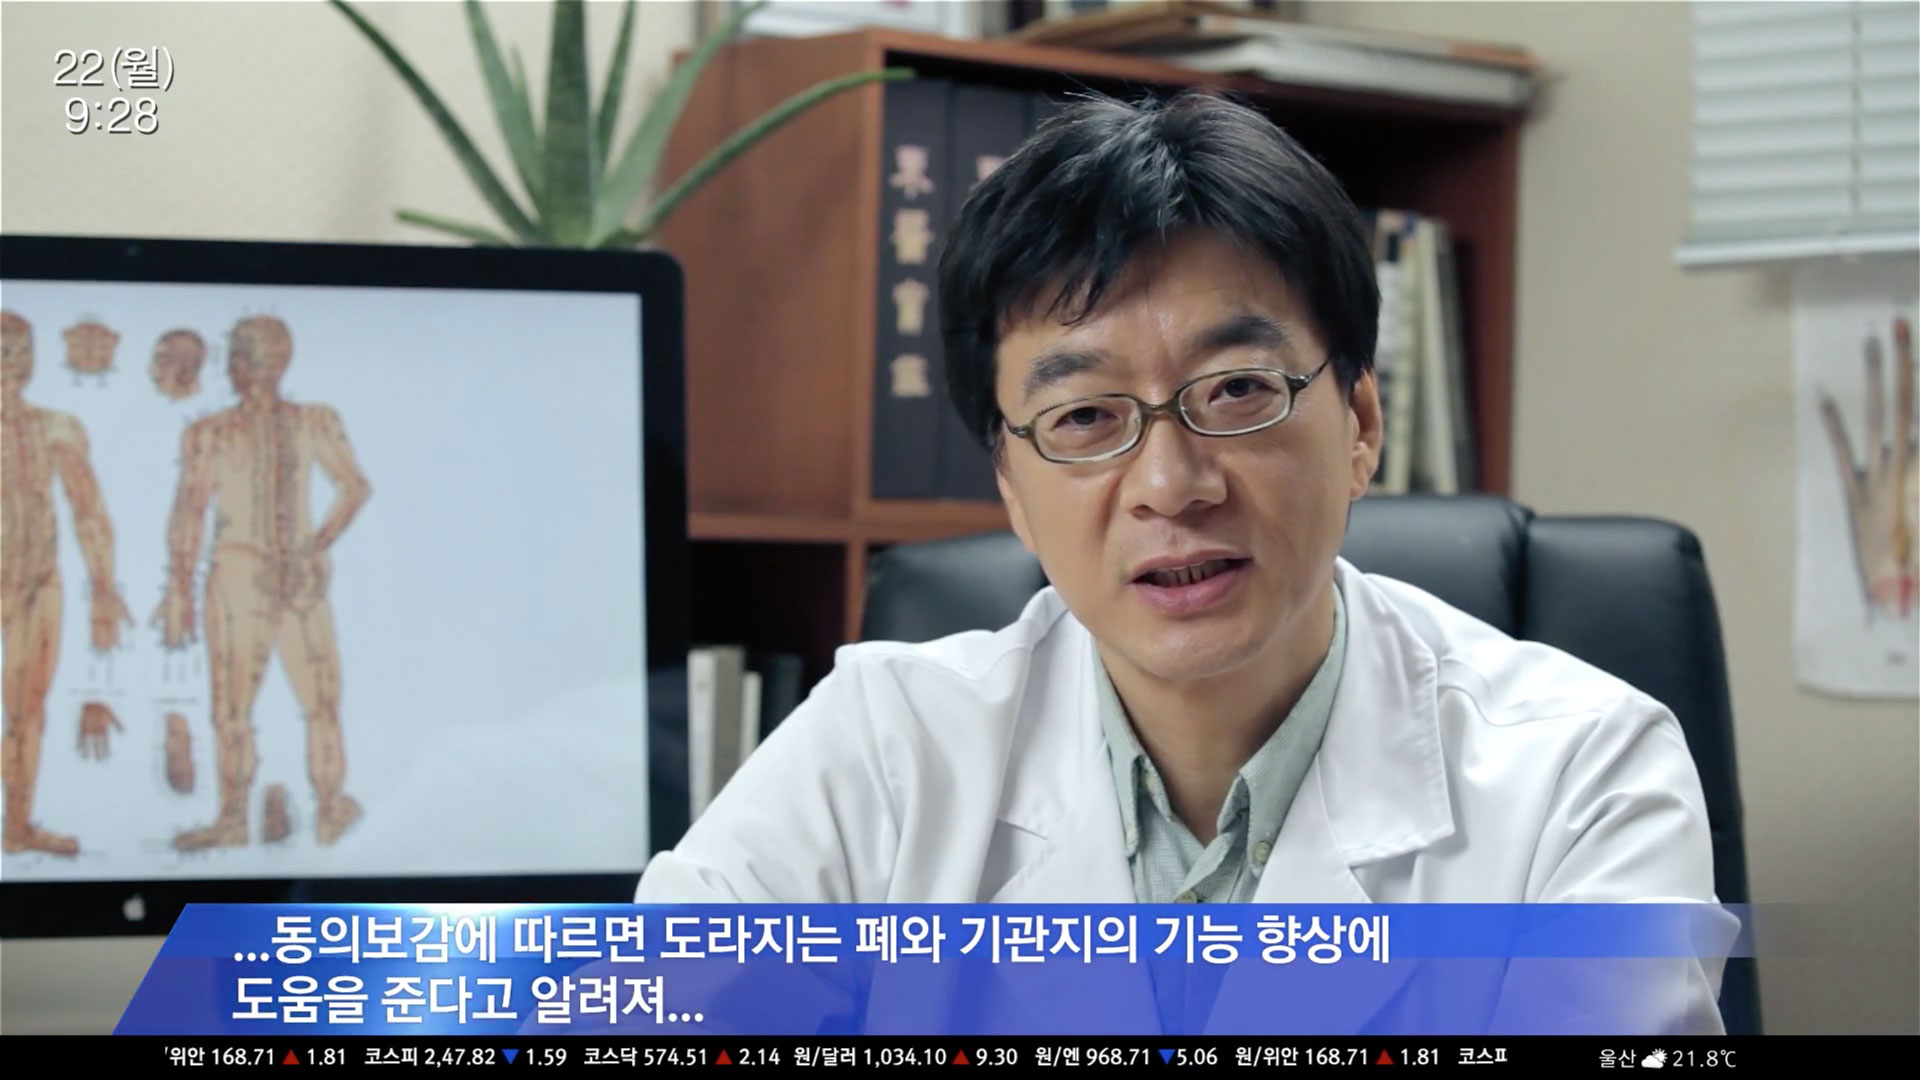 22(월)
9:28
...동의보감에 따르면 도라지는 폐와 기관지의 기능 향상에
도움을 준다고 알려져...
위안 168.71 ▲ 1.81 코스피 2,47.82 ▼ 1.59 코스닥 574.51 ▲ 2.14 원/달러 1,034.10 ▲ 9.30 원/엔 968.71 ▼5.06 원/위안 168.71 ▲ 1.81 코스피 울산 21.8℃